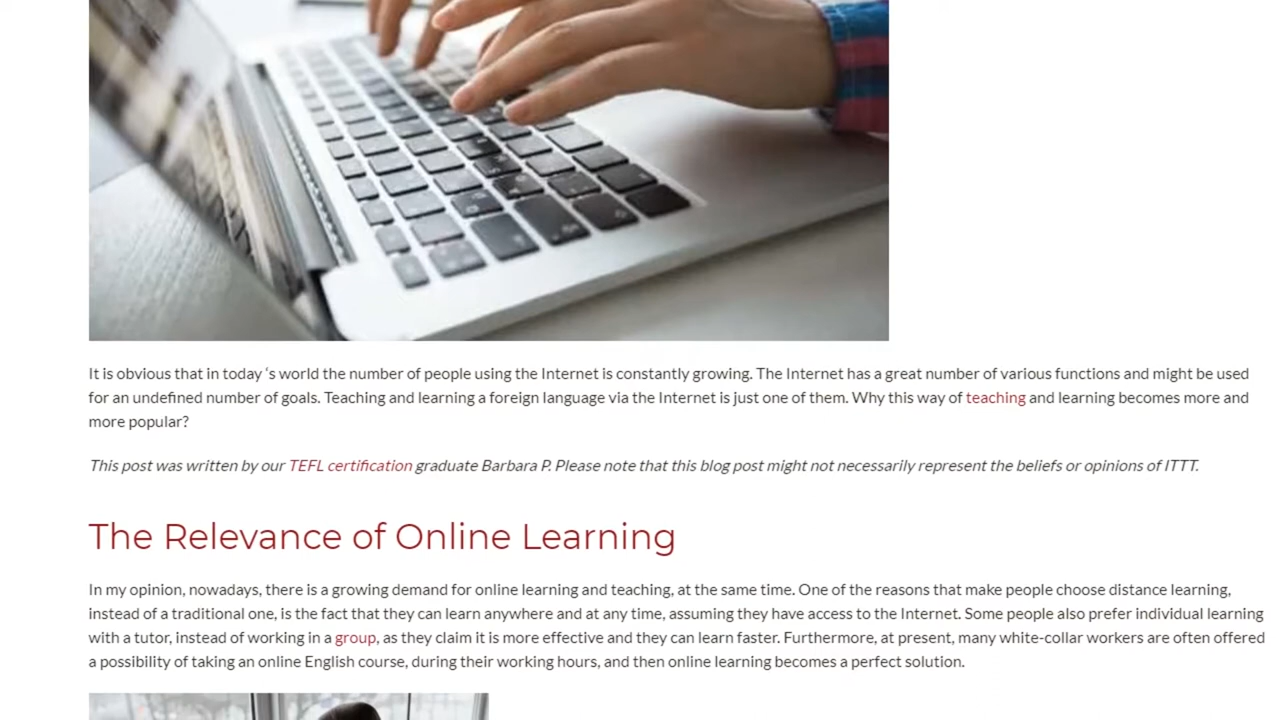 It is obvious that in today ‘s world the number of people using the Internet is constantly growing. The Internet has a great number of various functions and might be used
for an undefined number of goals. Teaching and learning a foreign language via the Internet is just one of them. Why this way of teaching and learning becomes more and
more popular?
This post was written by our TEFL certification graduate Barbara P. Please note that this blog post might not necessarily represent the beliefs or opinions of ITTT.
The Relevance of Online Learning
In my opinion, nowadays, there is a growing demand for online learning and teaching, at the same time. One of the reasons that make people choose distance learning,
instead of a traditional one, is the fact that they can learn anywhere and at any time, assuming they have access to the Internet. Some people also prefer individual learning
with a tutor, instead of working in a group, as they claim it is more effective and they can learn faster. Furthermore, at present, many white-collar workers are often offered
a possibility of taking an online English course, during their working hours, and then online learning becomes a perfect solution.